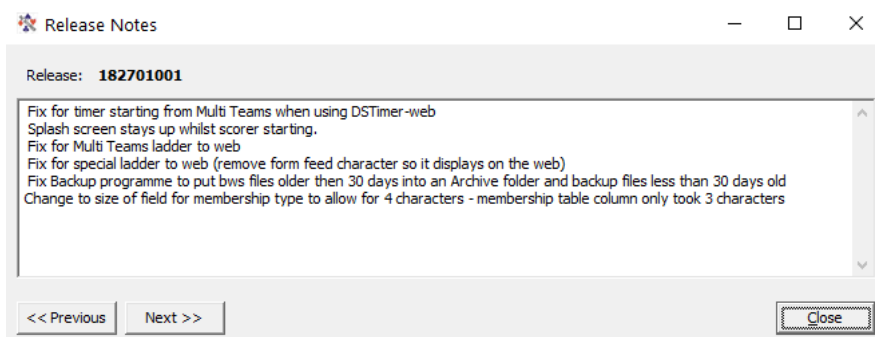 Release Notes
Release: 182701001
Fix for timer starting from Multi Teams when using DSTimer-web
Splash screen stays up whilst scorer starting.
Fix for Multi Teams ladder to web
Fix for special ladder to web (remove form feed character so it displays on the web)
Fix Backup programme to put bws files older then 30 days into an Archive folder and backup files less than 30 days old
Change to size of field for membership type to allow for 4 characters - membership table column only took 3 characters
<< Previous Next >> Close